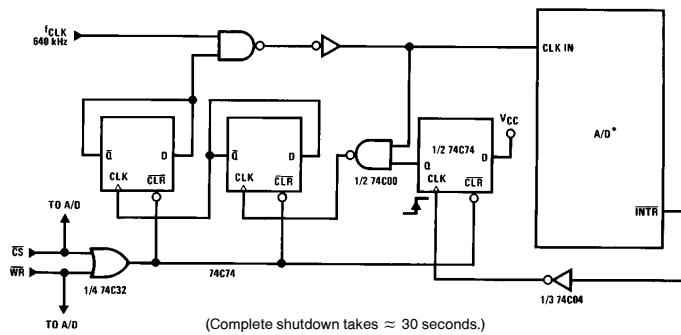 fCLK
640 kHz
CLK IN
A/D*
INTR
VCC
Q
D
CLK
CLR
Q
D
CLK
CLR
1/2 74C74
Q
D
CLK
CLR
1/2 74C00
TO A/D
CS
WR
1/4 74C32
74C74
1/3 74C04
TO A/D
(Complete shutdown takes ≈ 30 seconds.)